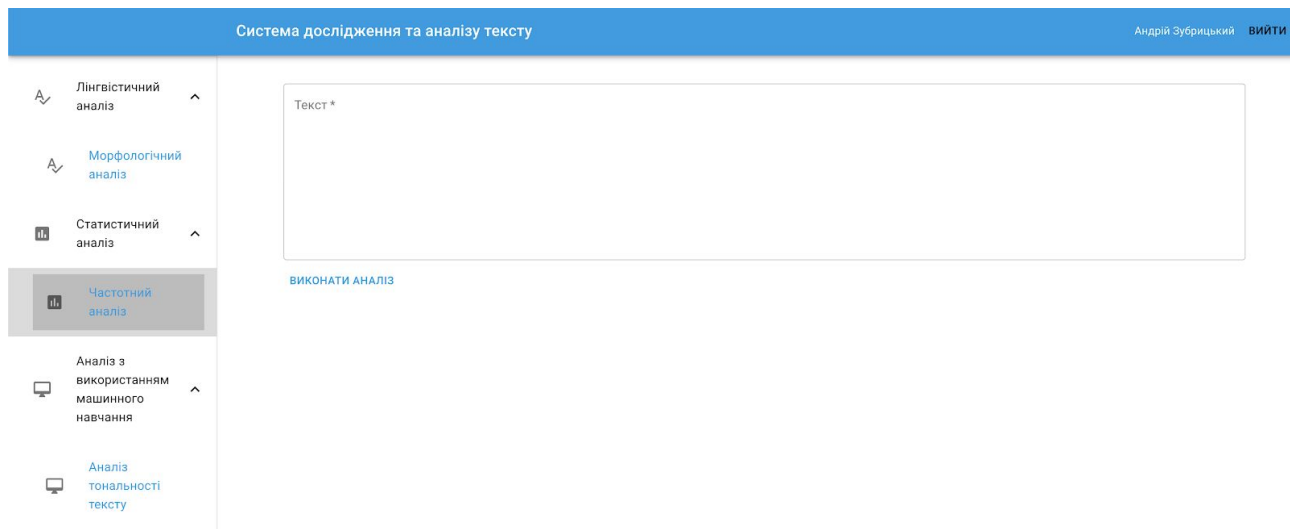 Система дослідження та аналізу тексту
Андрій Зубрицький ВИЙТИ
Лінгвістичний
аналіз
Морфологічний
аналіз
Статистичний
аналіз
Частотний
аналіз
Аналіз з
використанням
машинного
навчання
Аналіз
тональності
тексту
Текст *
ВИКОНАТИ АНАЛІЗ